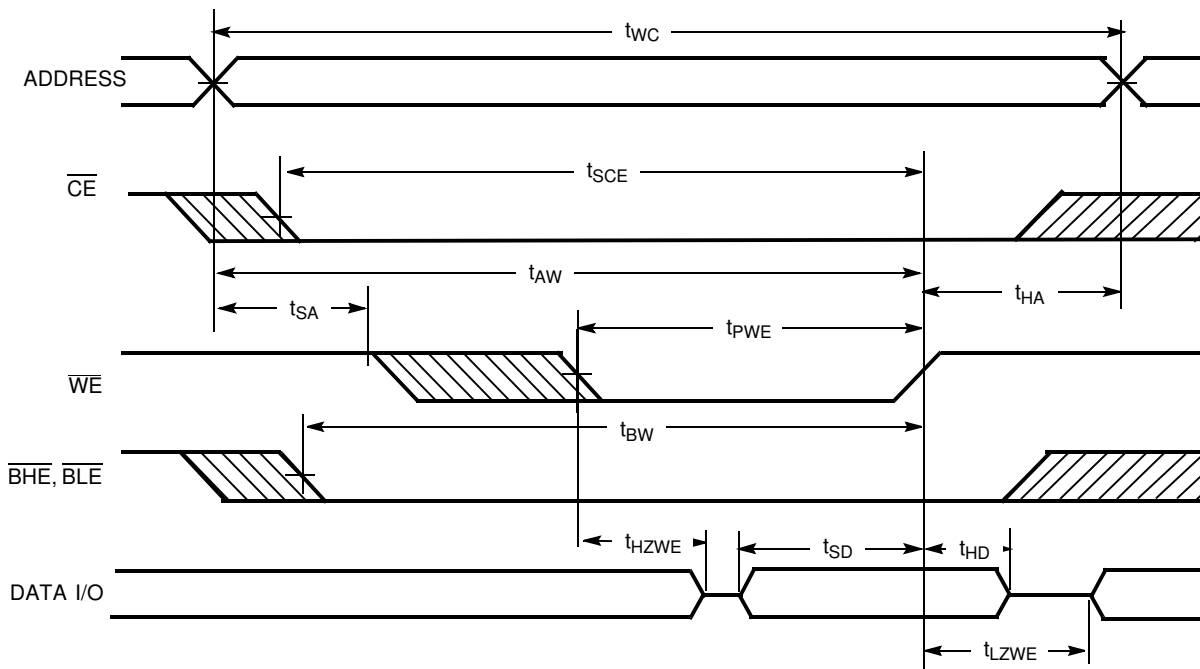 tWC
ADDRESS
tSCE
CE
tAW
tHA
tSA
tPWE
WE
tBW
BHE, BLE
tHZWE
tSD
tHD
DATA I/O
tLZWE